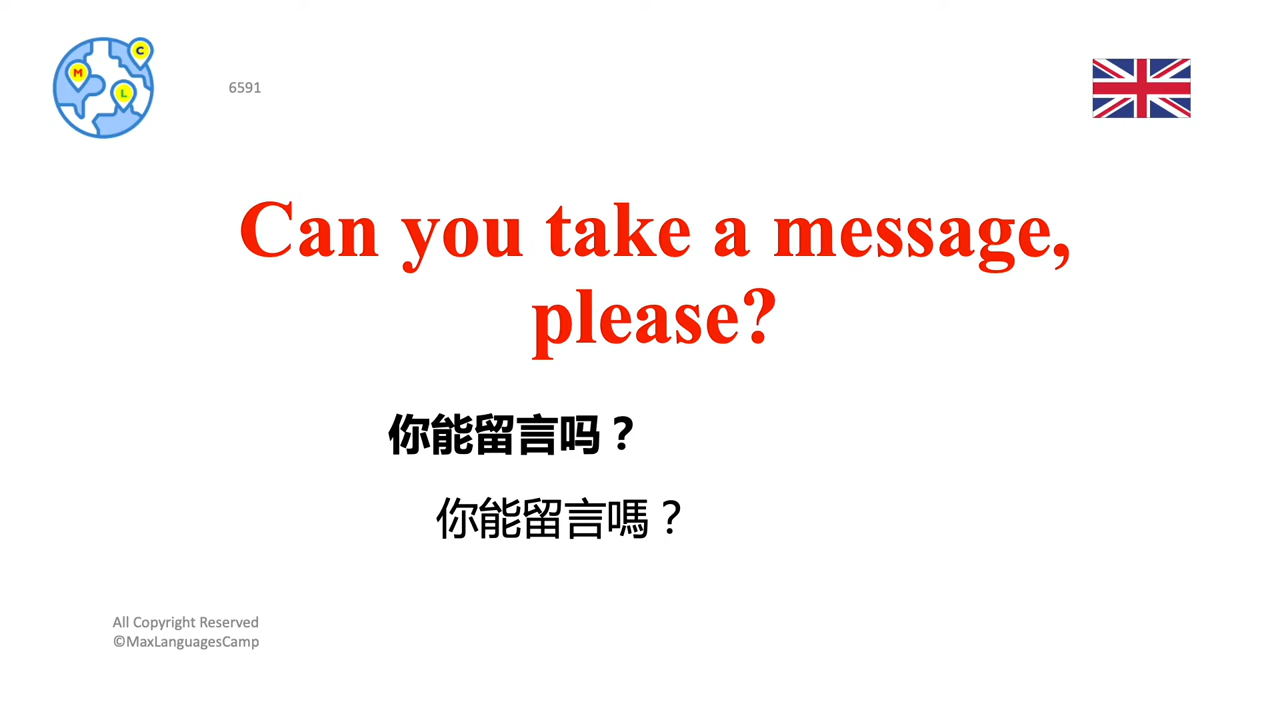 M
C
L
6591
Can you take a message,
please?
你能留言吗？
你能留言嗎？
All Copyright Reserved
©MaxLanguagesCamp